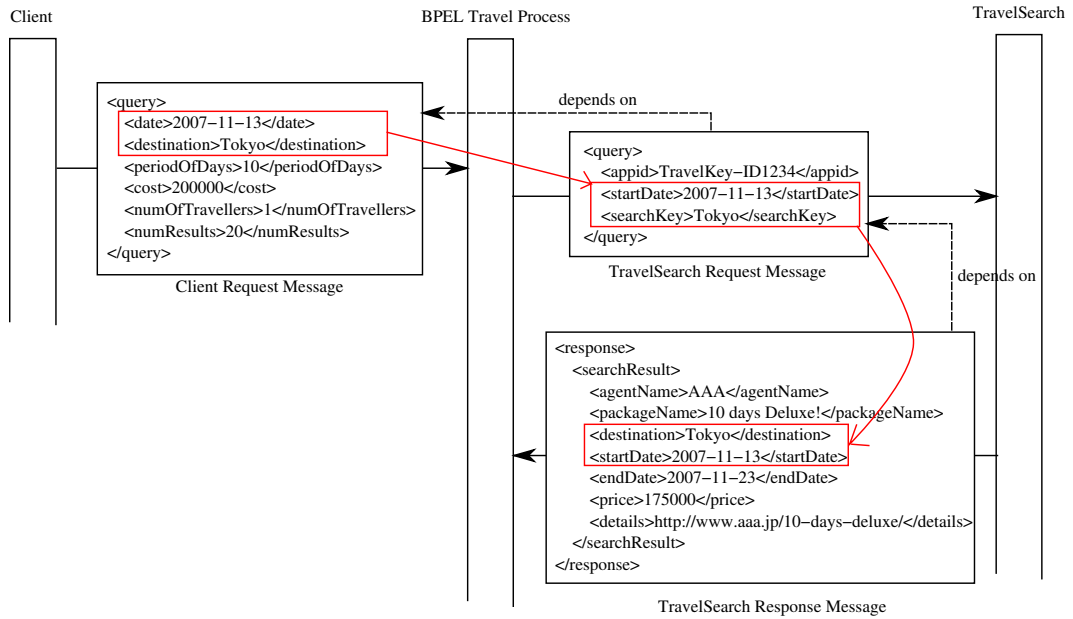 Client
BPEL Travel Process
TravelSearch
<query>
<date>2007−11−13</date>
<destination>Tokyo</destination>
<periodOfDays>10</periodOfDays>
<cost>200000</cost>
<numOfTravellers>1</numOfTravellers>
<numResults>20</numResults>
</query>
Client Request Message
depends on
<query>
<appid>TravelKey−ID1234</appid>
<startDate>2007−11−13</startDate>
<searchKey>Tokyo</searchKey>
</query>
TravelSearch Request Message
depends on
<response>
<searchResult>
<agentName>AAA</agentName>
<packageName>10 days Deluxe!</packageName>
<destination>Tokyo</destination>
<startDate>2007−11−13</startDate>
<endDate>2007−11−23</endDate>
<price>175000</price>
<details>http://www.aaa.jp/10−days−deluxe/</details>
</searchResult>
</response>
TravelSearch Response Message